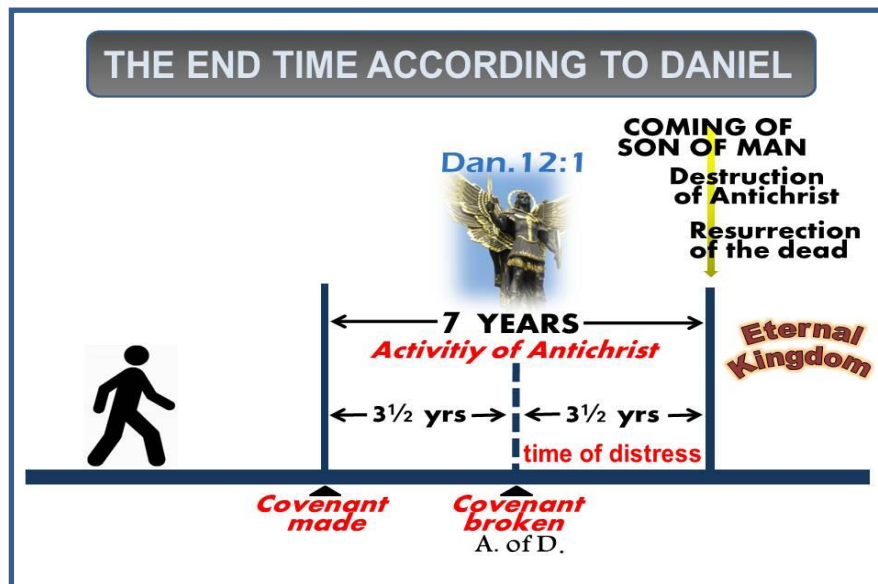 THE END TIME ACCORDING TO DANIEL
COMING OF
SON OF MAN
Dan.12:1
Destruction
of Antichrist
Resurrection
of the dead
7 YEARS
Activitiy of Antichrist
Eternal
Kingdom
3½ yrs
3½ yrs
time of distress
Covenant
made
Covenant
broken
A. of D.